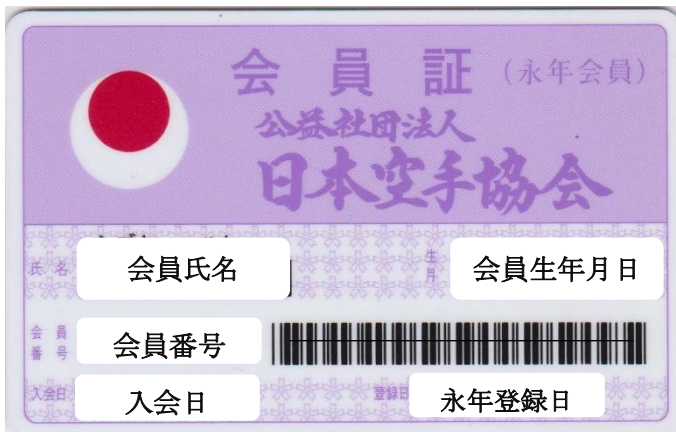 会員証（永年会員）
公益社団法人
日本空手協会
氏名 会員氏名 生 月 会員生年月日
会員番号 会員番号
入会日 入会日 登録日 永年登録日